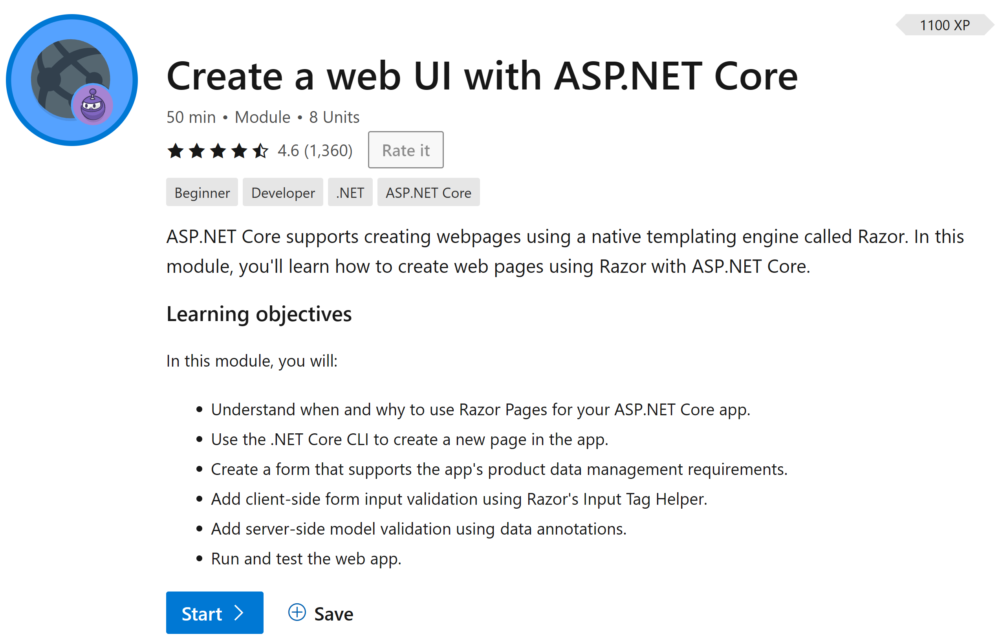 1100 XP
Create a web UI with ASP.NET Core
50 min • Module • 8 Units
4.6 (1,360) Rate it
Beginner Developer .NET ASP.NET Core
ASP.NET Core supports creating webpages using a native templating engine called Razor. In this
module, you'll learn how to create web pages using Razor with ASP.NET Core.
Learning objectives
In this module, you will:
• Understand when and why to use Razor Pages for your ASP.NET Core app.
• Use the .NET Core CLI to create a new page in the app.
• Create a form that supports the app's product data management requirements.
• Add client-side form input validation using Razor's Input Tag Helper.
• Add server-side model validation using data annotations.
• Run and test the web app.
Start Save